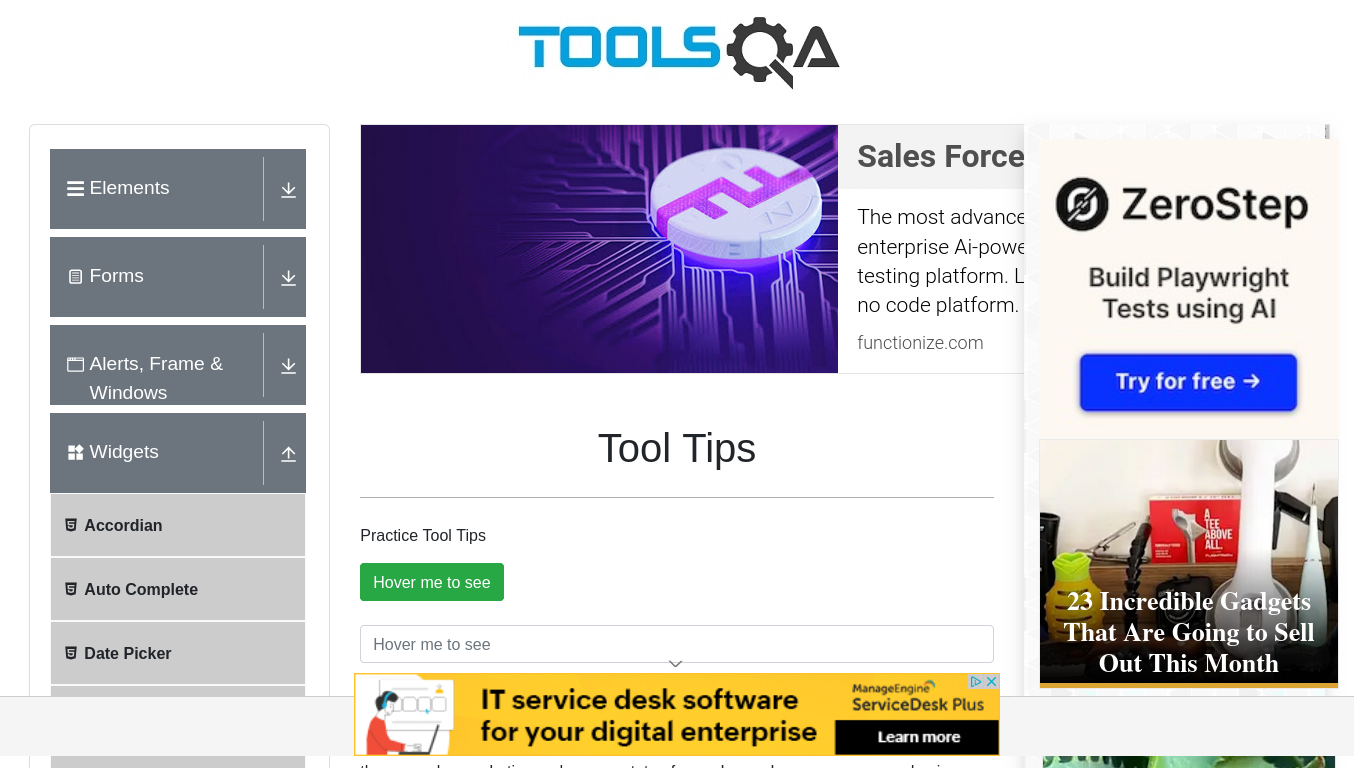 TOOLSQA
Elements
Forms
Alerts, Frame &
Windows
Widgets
Accordian
Auto Complete
Date Picker
Sales Force
The most advance
enterprise Ai-powe
testing platform. L
no code platform.
functionize.com
Tool Tips
Practice Tool Tips
Hover me to see
Hover me to see
ZeroStep
Build Playwright
Tests using AI
Try for free →
A
TEE
ABOVE
ALL.
23 Incredible Gadgets
That Are Going to Sell
Out This Month
IT service desk software
for your digital enterprise
ManageEngine
ServiceDesk Plus
Learn more